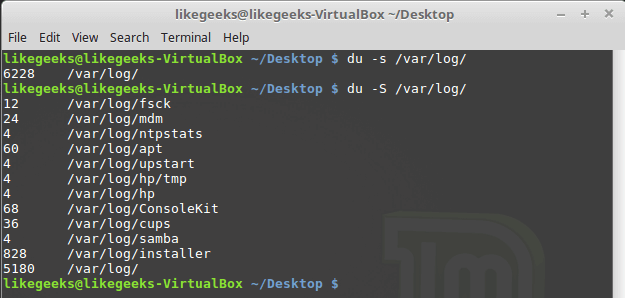 likegeeks@likegeeks-VirtualBox ~/Desktop
File Edit View Search Terminal Help
likegeeks@likegeeks-VirtualBox ~/Desktop $ du -s /var/log/
6228    /var/log/
likegeeks@likegeeks-VirtualBox ~/Desktop $ du -S /var/log/
12      /var/log/fsck
24      /var/log/mdm
4       /var/log/ntpstats
60      /var/log/apt
4       /var/log/upstart
4       /var/log/hp/tmp
4       /var/log/hp
68      /var/log/ConsoleKit
36      /var/log/cups
4       /var/log/samba
828     /var/log/installer
5180    /var/log/
likegeeks@likegeeks-VirtualBox ~/Desktop $